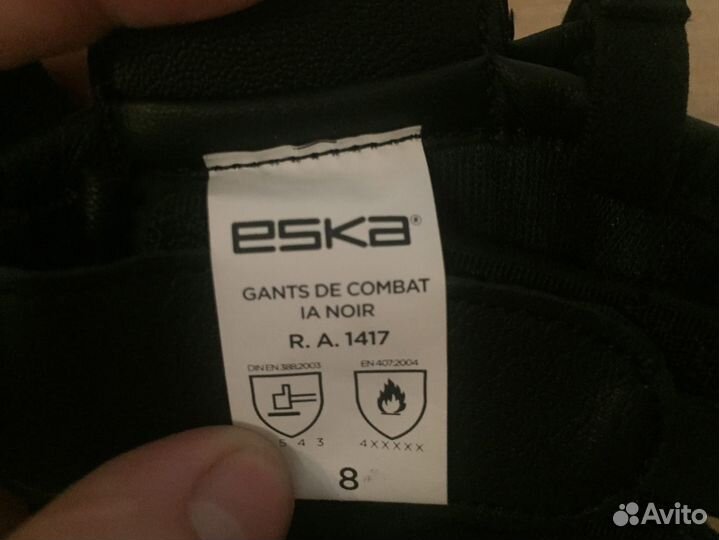 eska®
GANTS DE COMBAT
IA NOIR
R. A. 1417
DIN EN 388:2003
EN 407:2004
5 4 3
4XXXXX
8
Avito